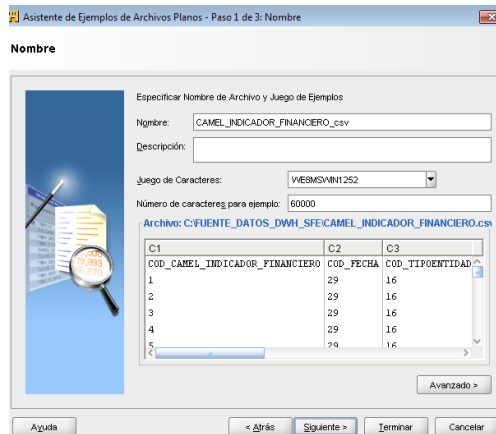 Asistente de Ejemplos de Archivos Planos - Paso 1 de 3: Nombre
Nombre
Especificar Nombre de Archivo y Juego de Ejemplos
Nombre: CAMEL_INDICADOR_FINANCIERO_csv
Descripción:
Juego de Caracteres: WE8MSWIN1252
Número de caracteres para ejemplo: 60000
Archivo: C:\FUENTE_DATOS_DWH_SFE\CAMEL_INDICADOR_FINANCIERO.csv
C1 C2 C3
COD_CAMEL_INDICADOR_FINANCIERO COD_FECHA COD_TIPOENTIDAD
1 29 16
2 29 16
3 29 16
4 29 16
5 29 16
Avanzado >
Ayuda < Atrás Siguiente > Terminar Cancelar